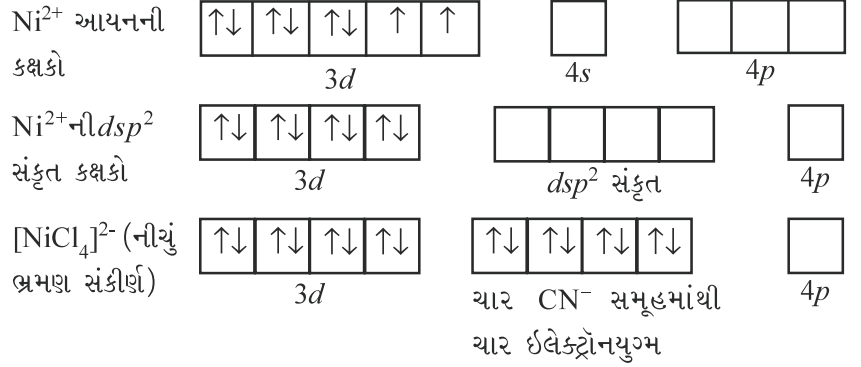 Ni²⁺ આયનની ↑↓ ↑↓ ↑↓ ↑ ↑
કક્ષકો 3d 4s 4p
Ni²⁺ની dsp² ↑↓ ↑↓ ↑↓ ↑↓
સંકૃત કક્ષકો 3d dsp² સંકૃત 4p
[NiCl₄]²⁻ (નીચું ↑↓ ↑↓ ↑↓ ↑↓ ↑↓ ↑↓ ↑↓ ↑↓
ભ્રમણ સંકીર્ણ) 3d ચાર CN⁻ સમૂહમાંથી 4p
ચાર ઇલેક્ટ્રૉનયુગ્મ